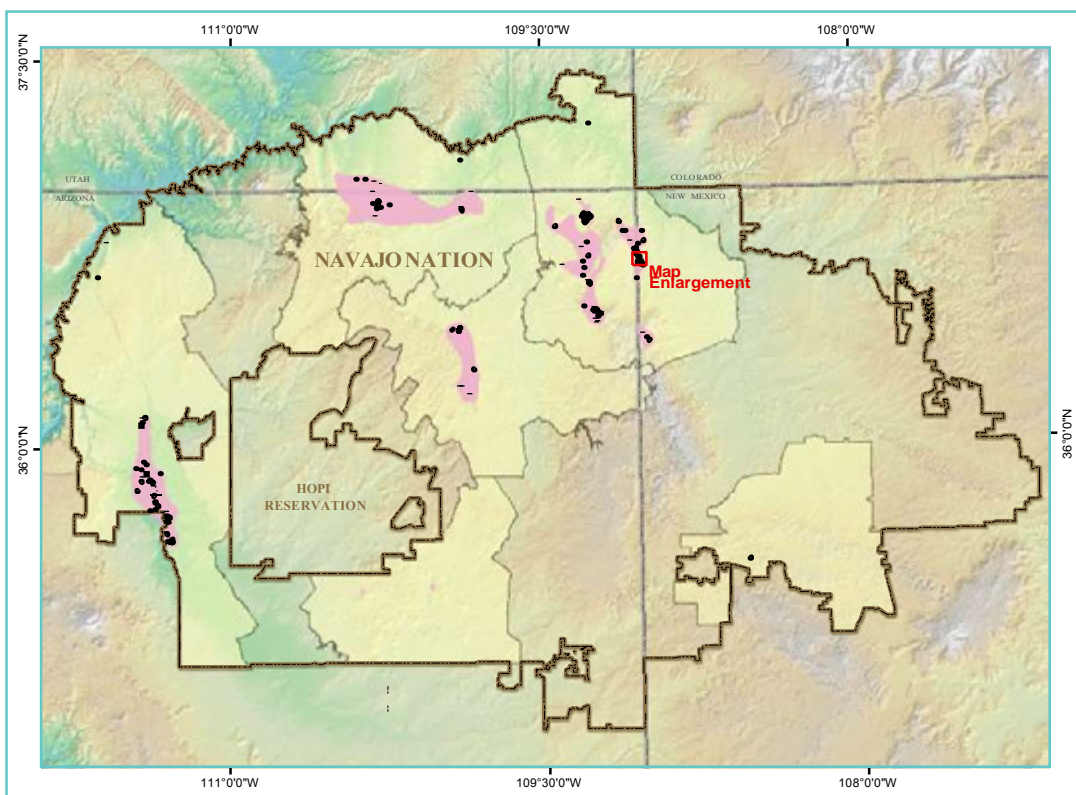 111°0'0"W
109°30'0"W
108°0'0"W
37°30'0"N
UTAH
ARIZONA
COLORADO
NEW MEXICO
NAVAJO NATION
Map
Enlargement
36°0'0"N
36°0'0"N
HOPI
RESERVATION
111°0'0"W
109°30'0"W
108°0'0"W